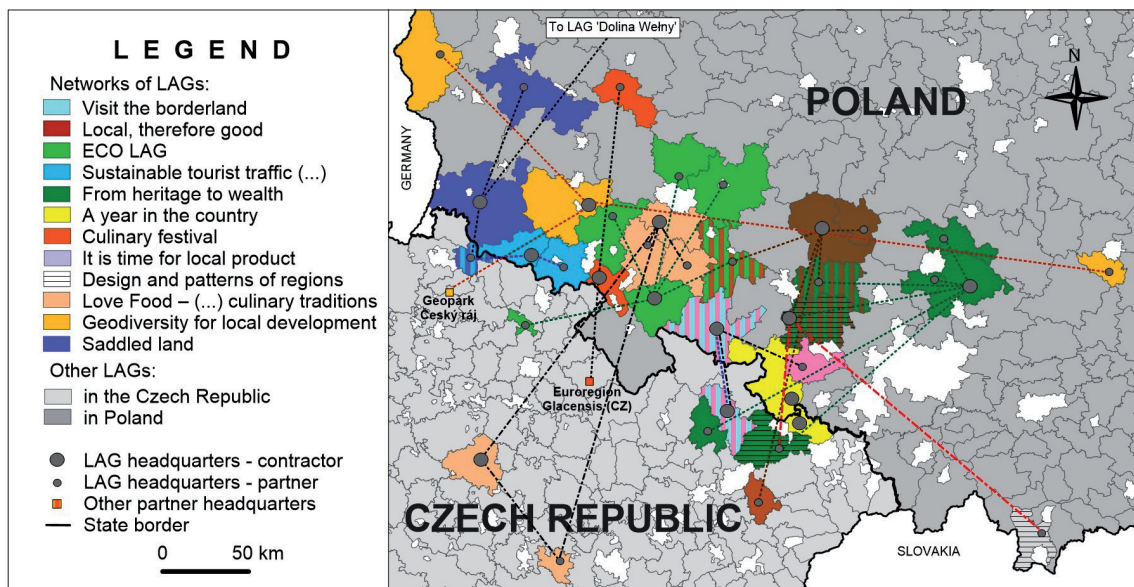 LEGEND
Networks of LAGs:
Visit the borderland
Local, therefore good
ECO LAG
Sustainable tourist traffic (...)
From heritage to wealth
A year in the country
Culinary festival
It is time for local product
Design and patterns of regions
Love Food – (...) culinary traditions
Geodiversity for local development
Saddled land
Other LAGs:
in the Czech Republic
in Poland
LAG headquarters - contractor
LAG headquarters - partner
Other partner headquarters
State border
0 50 km
To LAG 'Dolina Wełny'
N
POLAND
GERMANY
Geopark
Český ráj
Euroregion
Glacensis (CZ)
CZECH REPUBLIC
SLOVAKIA